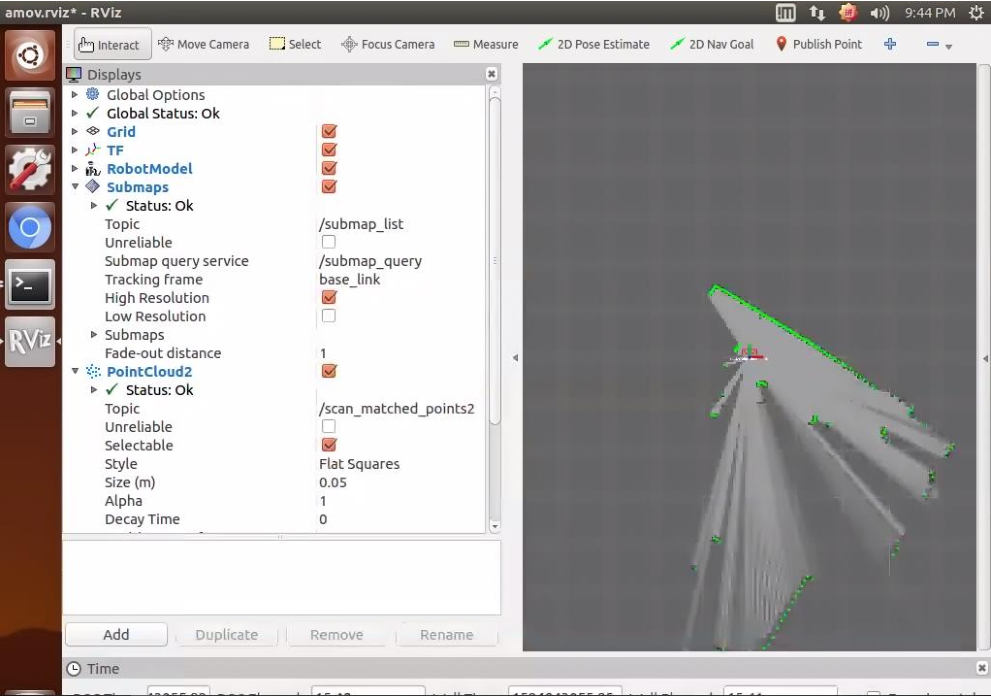 amov.rviz* - RViz
9:44 PM
Interact
Move Camera
Select
Focus Camera
Measure
2D Pose Estimate
2D Nav Goal
Publish Point
Displays
Global Options
Global Status: Ok
Grid
TF
RobotModel
Submaps
Status: Ok
Topic /submap_list
Unreliable
Submap query service /submap_query
Tracking frame base_link
High Resolution
Low Resolution
Submaps
Fade-out distance 1
PointCloud2
Status: Ok
Topic /scan_matched_points2
Unreliable
Selectable
Style Flat Squares
Size (m) 0.05
Alpha 1
Decay Time 0
RViz
Add
Duplicate
Remove
Rename
Time